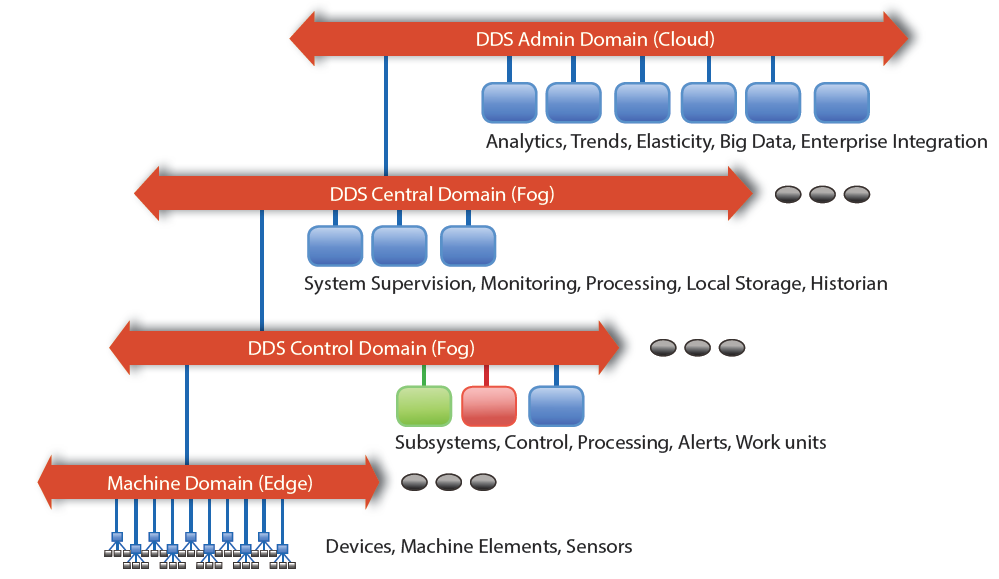 DDS Admin Domain (Cloud)
Analytics, Trends, Elasticity, Big Data, Enterprise Integration
DDS Central Domain (Fog)
System Supervision, Monitoring, Processing, Local Storage, Historian
DDS Control Domain (Fog)
Subsystems, Control, Processing, Alerts, Work units
Machine Domain (Edge)
Devices, Machine Elements, Sensors